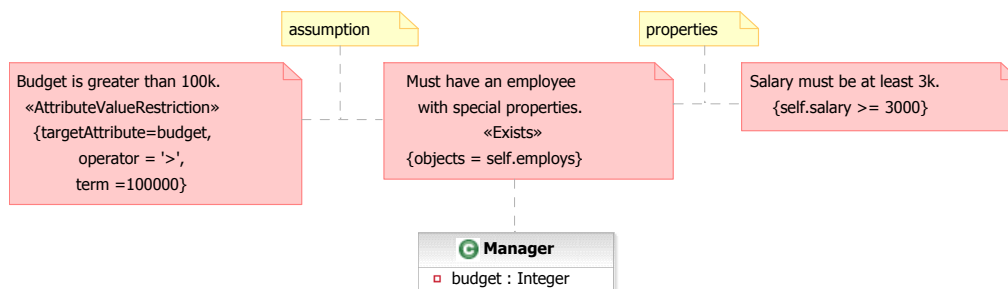 assumption
properties
Budget is greater than 100k.
«AttributeValueRestriction»
{targetAttribute=budget,
operator = '>',
term =100000}
Must have an employee
with special properties.
«Exists»
{objects = self.employs}
Salary must be at least 3k.
{self.salary >= 3000}
C Manager
budget : Integer